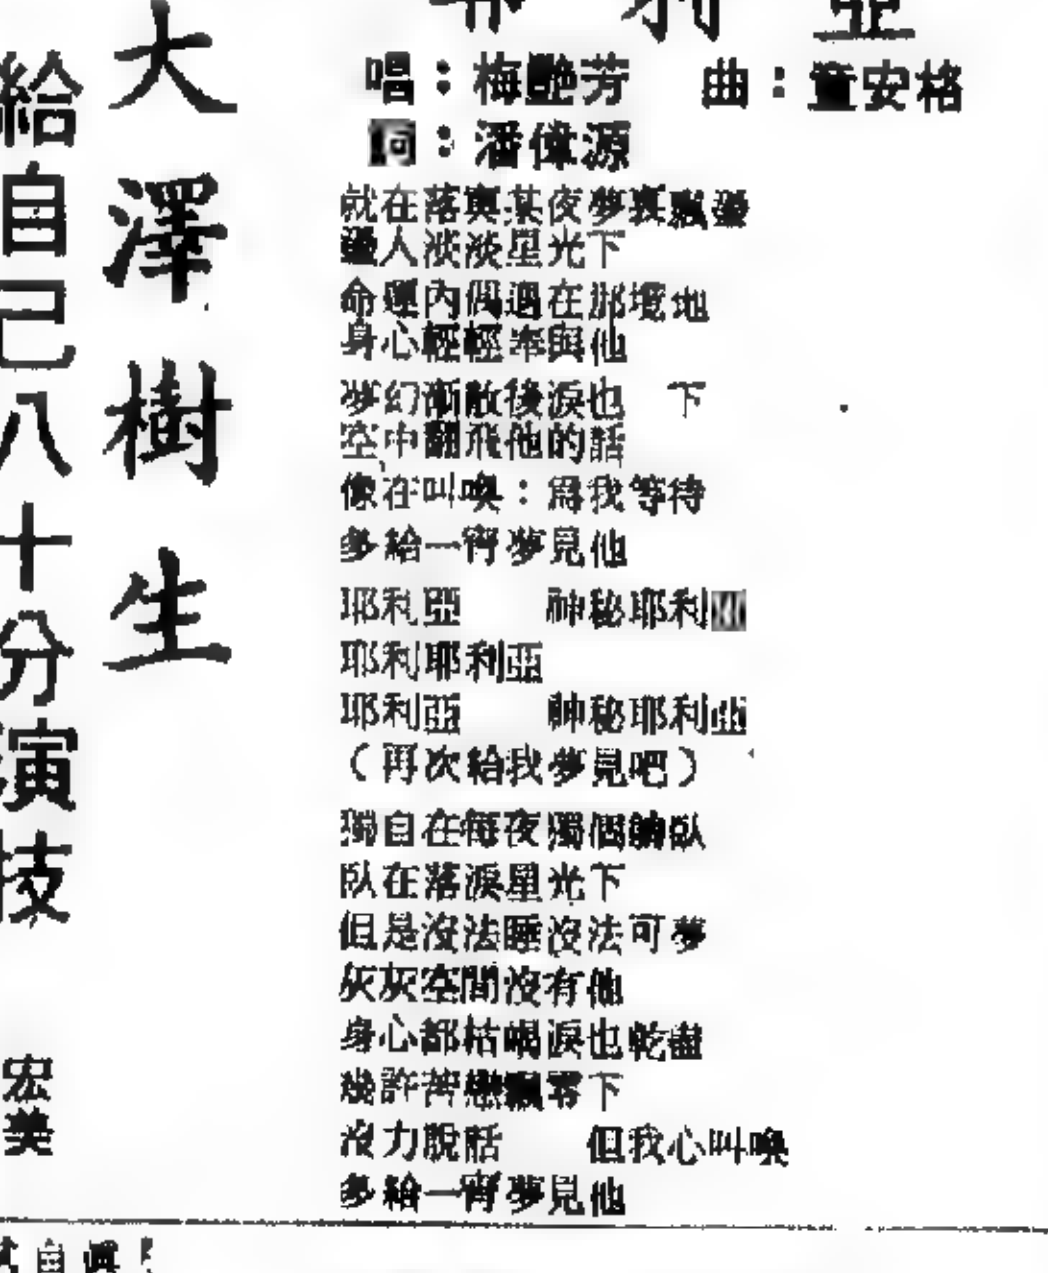 大澤樹生
給自己八十分演技
宏美
利亞
唱：梅艷芳 曲：童安格
詞：潘偉源
就在落寞某夜夢裏飄
人淡淡星光下
命運內偶遇在那境地
身心輕輕牽與他
夢幻漸散後淚也 下
空中翻飛他的話
像在叫喚：爲我等待
多給一宵夢見他
耶利亞 神秘耶利亞
耶利耶利亞
耶利亞 神秘耶利亞
（再次給我夢見吧）
獨自在每夜獨個躺臥
臥在落淚星光下
但是沒法睡沒法可夢
灰灰空間沒有他
身心都枯竭淚也乾盡
幾許苦戀飄零下
沒力說話 但我心叫喚
多給一宵夢見他
自